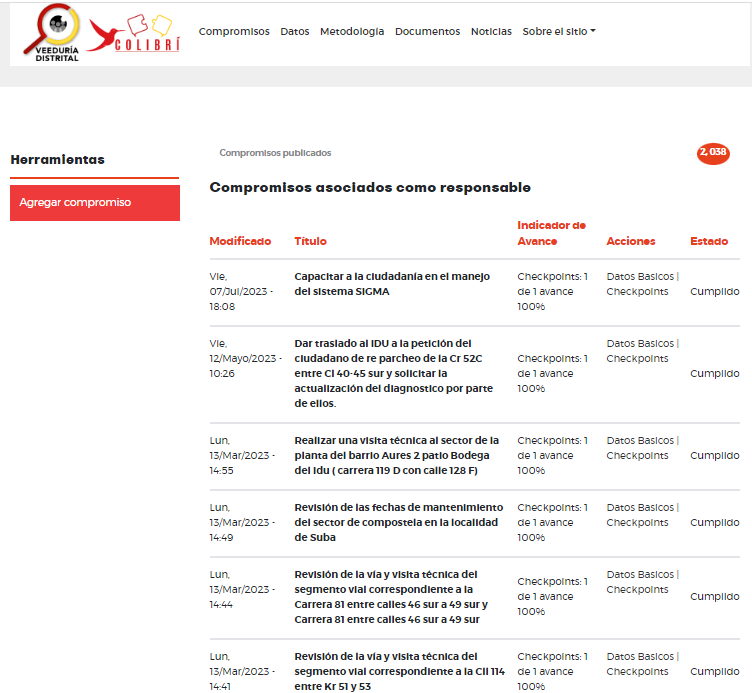 VEEDURÍA
DISTRITAL
COLIBRÍ
Compromisos Datos Metodología Documentos Noticias Sobre el sitio
Herramientas
Agregar compromiso
Compromisos publicados
2, 038
Compromisos asociados como responsable
Modificado Título Indicador de Avance Acciones Estado
Vie,
07/Jul/2023 -
18:08
Capacitar a la ciudadanía en el manejo
del sistema SIGMA
Checkpoints: 1
de 1 avance
100%
Datos Basicos |
Checkpoints
Cumplido
Vie,
12/Mayo/2023 -
10:26
Dar traslado al IDU a la petición del
ciudadano de re parcheo de la Cr 52C
entre Cl 40-45 sur y solicitar la
actualización del diagnostico por parte
de ellos.
Checkpoints: 1
de 1 avance
100%
Datos Basicos |
Checkpoints
Cumplido
Lun,
13/Mar/2023 -
14:55
Realizar una visita técnica al sector de la
planta del barrio Aures 2 patio Bodega
del Idu ( carrera 119 D con calle 128 F)
Checkpoints: 1
de 1 avance
100%
Datos Basicos |
Checkpoints
Cumplido
Lun,
13/Mar/2023 -
14:49
Revisión de las fechas de mantenimiento
del sector de compostela en la localidad
de Suba
Checkpoints: 1
de 1 avance
100%
Datos Basicos |
Checkpoints
Cumplido
Lun,
13/Mar/2023 -
14:44
Revisión de la vía y visita técnica del
segmento vial correspondiente a la
Carrera 81 entre calles 46 sur a 49 sur y
Carrera 81 entre calles 46 sur a 49 sur
Checkpoints: 1
de 1 avance
100%
Datos Basicos |
Checkpoints
Cumplido
Lun,
13/Mar/2023 -
14:41
Revisión de la vía y visita técnica del
segmento vial correspondiente a la Cll 114
entre Kr 51 y 53
Checkpoints: 1
de 1 avance
100%
Datos Basicos |
Checkpoints
Cumplido